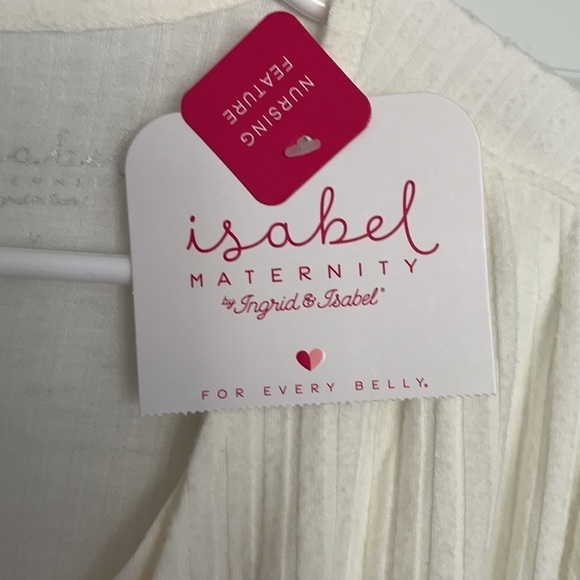 NURSING
FEATURE
isabel
MATERNITY
by Ingrid & Isabel®
FOR EVERY BELLY.